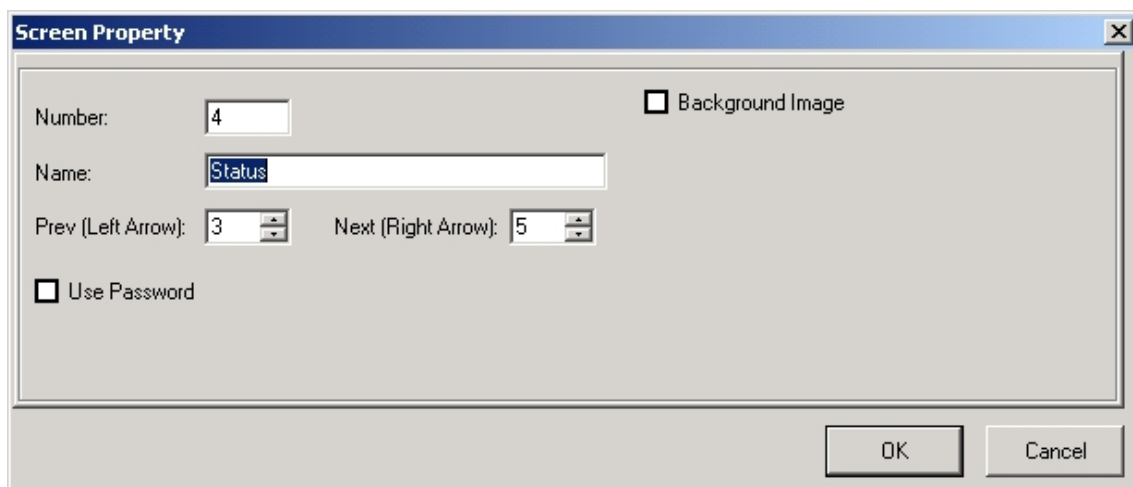 Screen Property
Number: 4
Background Image
Name: Status
Prev (Left Arrow): 3 Next (Right Arrow): 5
Use Password
OK Cancel